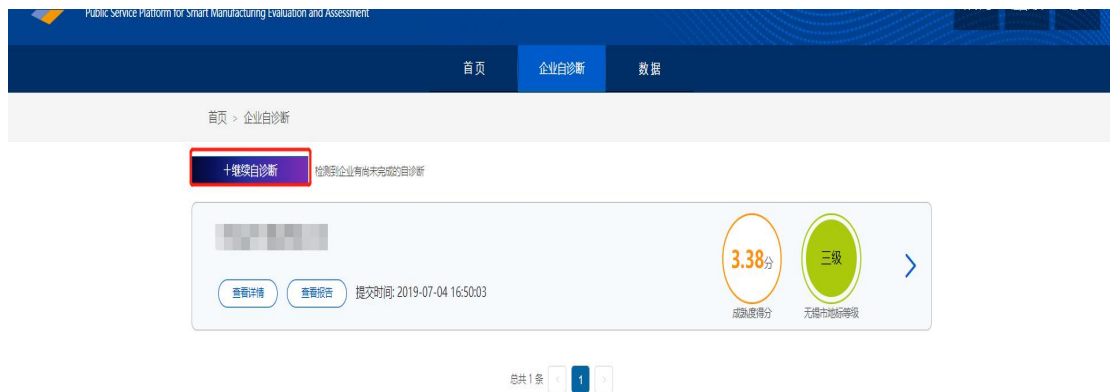 Public Service Platform for Smart Manufacturing Evaluation and Assessment
首页 企业自诊断 数据
首页 > 企业自诊断
十继续自诊断 检测到企业有尚未完成的自诊断
3.38分 三级
查看详情 查看报告 提交时间: 2019-07-04 16:50:03
成熟度得分 无锡市地标等级
总共1条 < 1 >